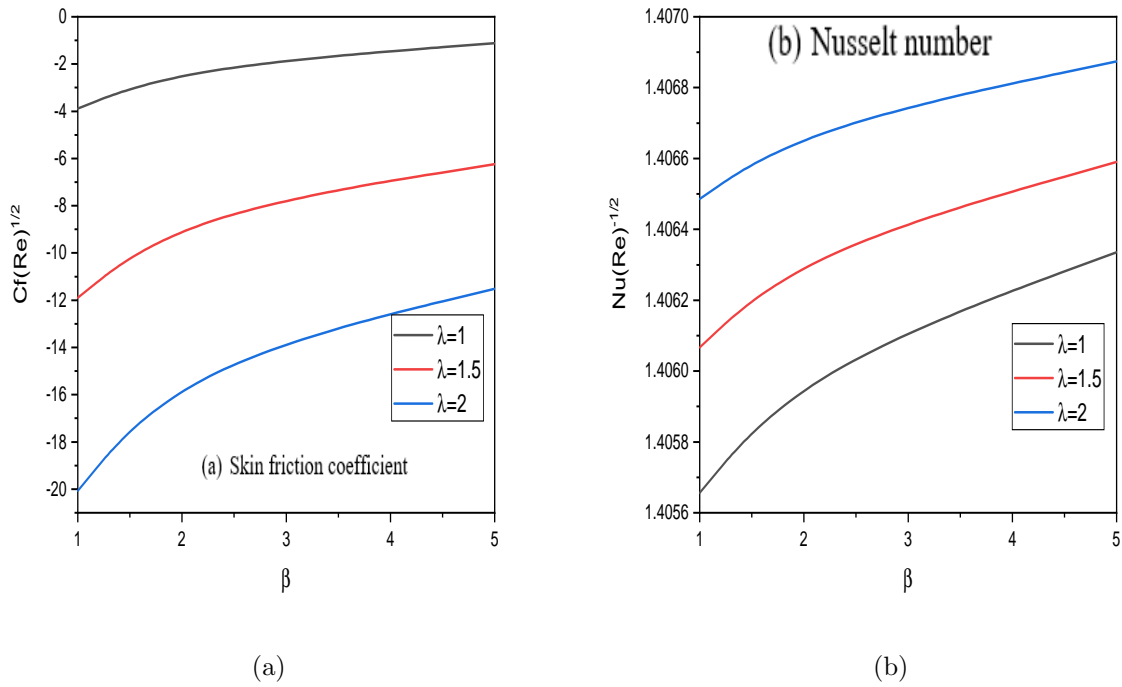 0
-2
-4
-6
-8
-10
-12
-14
-16
-18
-20
Cf(Re)^1/2
1
2
3
4
5
β
λ=1
λ=1.5
λ=2
(a) Skin friction coefficient
(a)
1.4070
1.4068
1.4066
1.4064
1.4062
1.4060
1.4058
1.4056
Nu(Re)^-1/2
1
2
3
4
5
β
(b) Nusselt number
λ=1
λ=1.5
λ=2
(b)